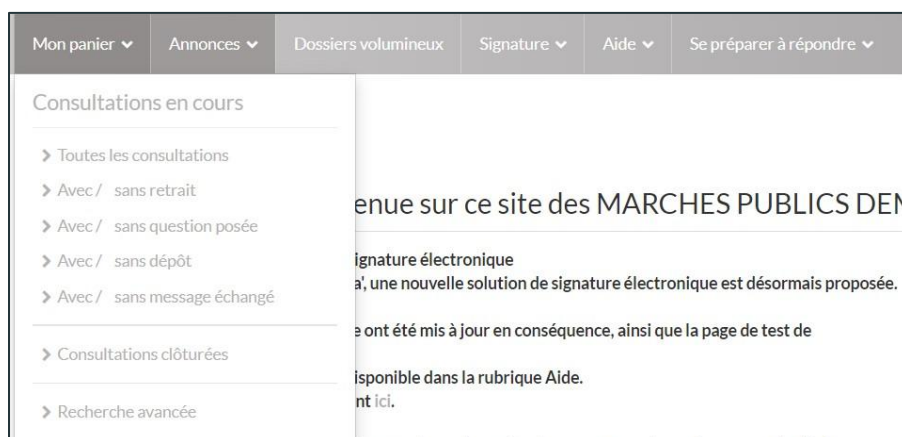 Mon panier Annonces Dossiers volumineux Signature Aide Se préparer à répondre
Consultations en cours
Toutes les consultations
Avec / sans retrait
Avec / sans question posée
Avec / sans dépôt
Avec / sans message échangé
Consultations clôturées
Recherche avancée
enue sur ce site des MARCHES PUBLICS DE
ignature électronique
a', une nouvelle solution de signature électronique est désormais proposée.
e ont été mis à jour en conséquence, ainsi que la page de test de
isponible dans la rubrique Aide.
nt ici.